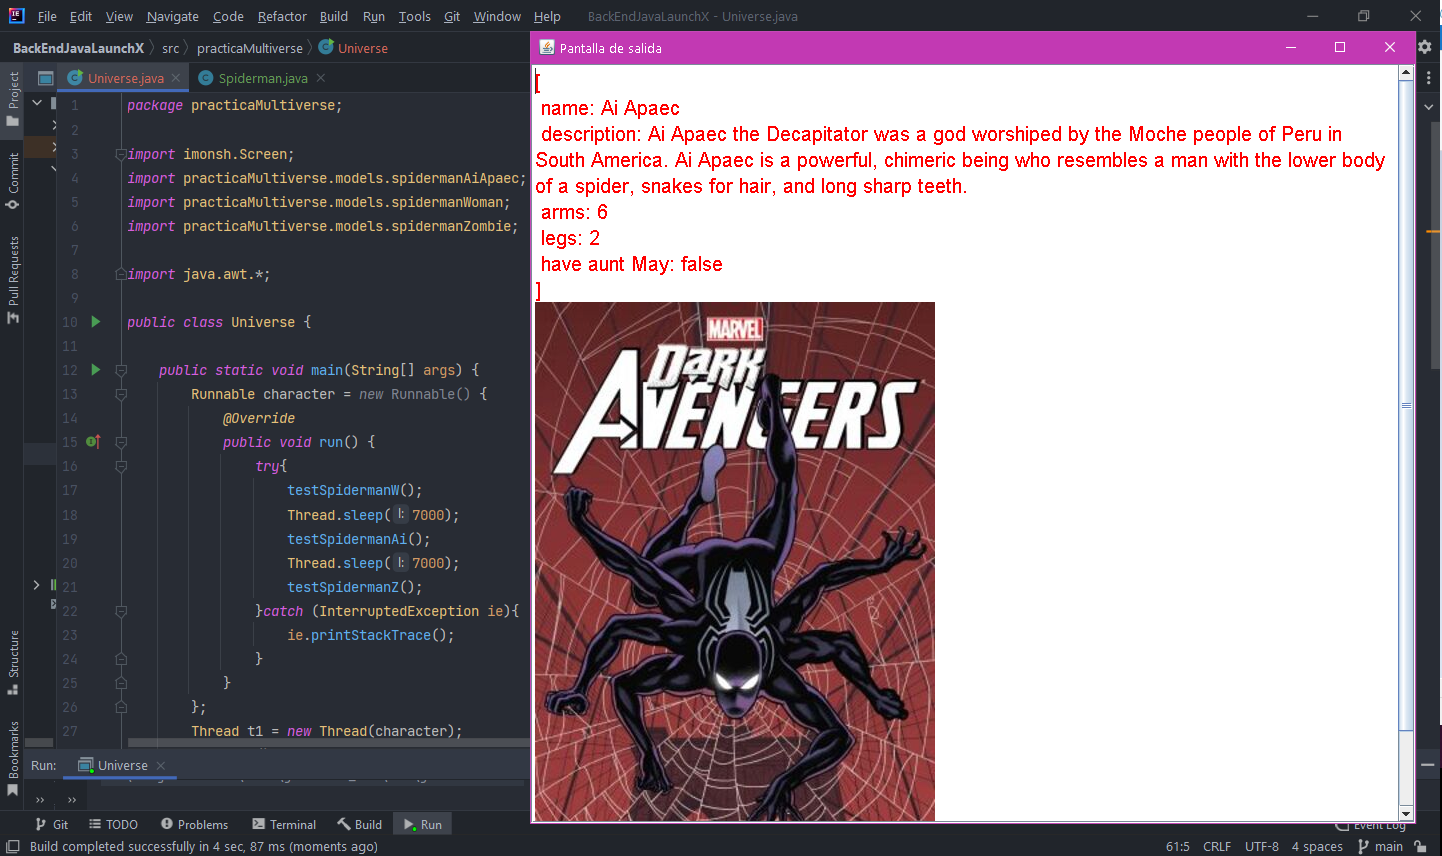 File Edit View Navigate Code Refactor Build Run Tools Git Window Help BackEndJavaLaunchX - Universe.java
BackEndJavaLaunchX src practicaMultiverse Universe
Universe.java Spiderman.java
Project
Commit
Pull Requests
Structure
Bookmarks
1 package practicaMultiverse;
2
3 import imonsh.Screen;
4 import practicaMultiverse.models.spidermanAiApaec;
5 import practicaMultiverse.models.spidermanWoman;
6 import practicaMultiverse.models.spidermanZombie;
7
8 import java.awt.*;
9
10 public class Universe {
11
12 public static void main(String[] args) {
13 Runnable character = new Runnable() {
14 @Override
15 public void run() {
16 try{
17 testSpidermanW();
18 Thread.sleep( l: 7000);
19 testSpidermanAi();
20 Thread.sleep( l: 7000);
21 testSpidermanZ();
22 }catch (InterruptedException ie){
23 ie.printStackTrace();
24 }
25 }
26 };
27 Thread t1 = new Thread(character);
Pantalla de salida
[
name: Ai Apaec
description: Ai Apaec the Decapitator was a god worshiped by the Moche people of Peru in
South America. Ai Apaec is a powerful, chimeric being who resembles a man with the lower body
of a spider, snakes for hair, and long sharp teeth.
arms: 6
legs: 2
have aunt May: false
]
MARVEL
DARK
AVENGERS
Run: Universe
Git TODO Problems Terminal Build Run Event Log
Build completed successfully in 4 sec, 87 ms (moments ago) 61:5 CRLF UTF-8 4 spaces main